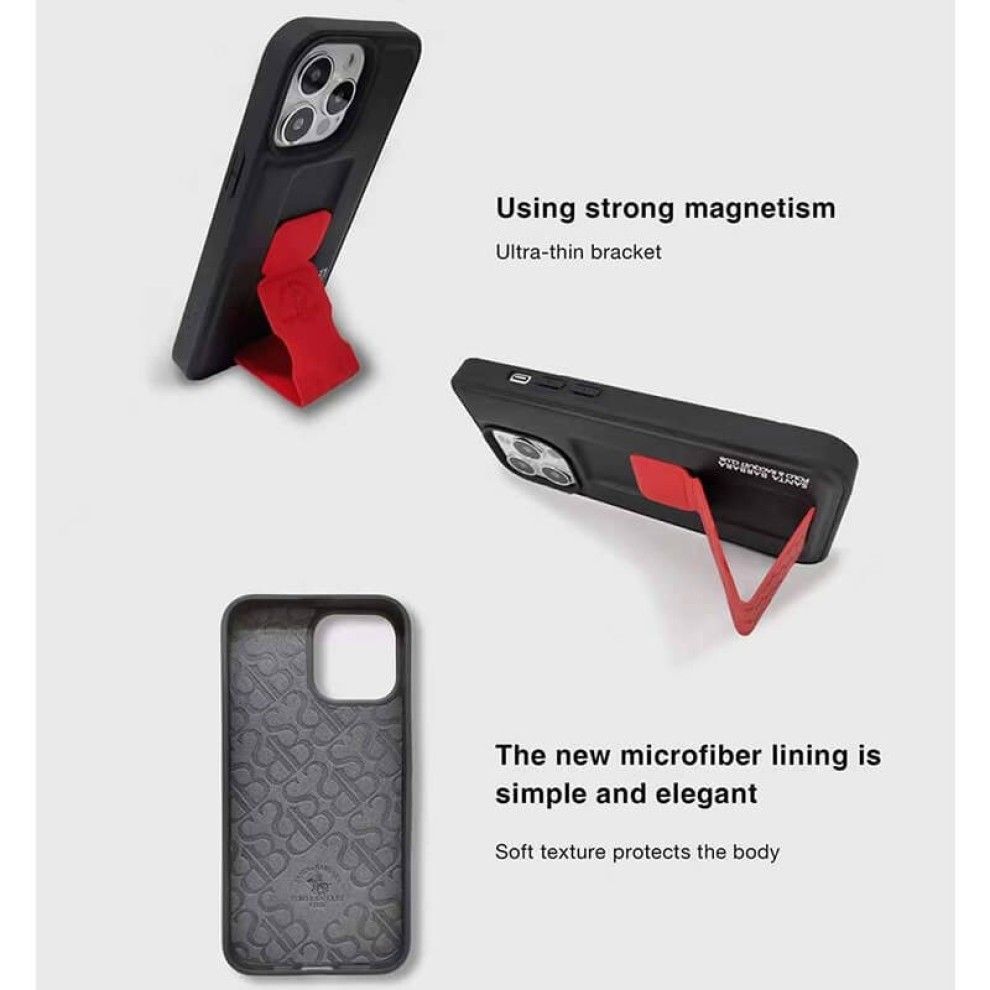 Using strong magnetism
Ultra-thin bracket
SANTA BARBARA
POLO & RACQUET CLUB
The new microfiber lining is
simple and elegant
Soft texture protects the body